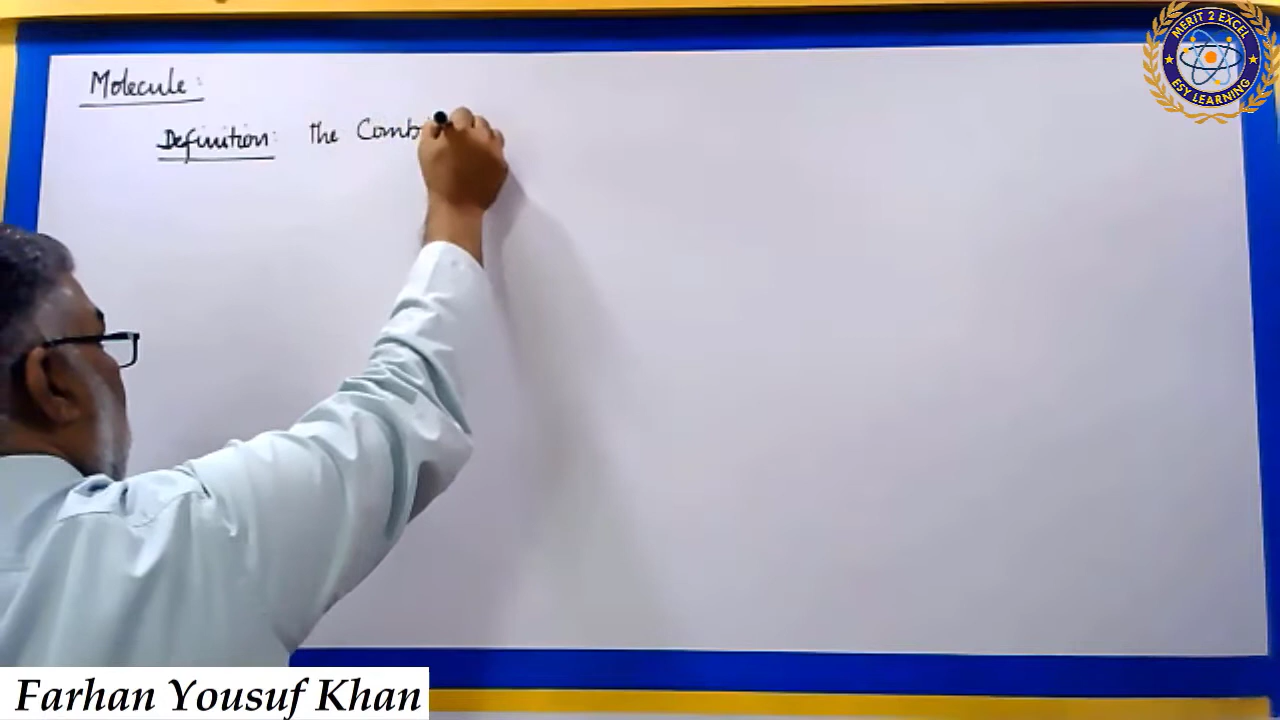 Molecule:
Definition: The Comb
MERIT 2 EXCEL
ESY LEARNING
Farhan Yousuf Khan